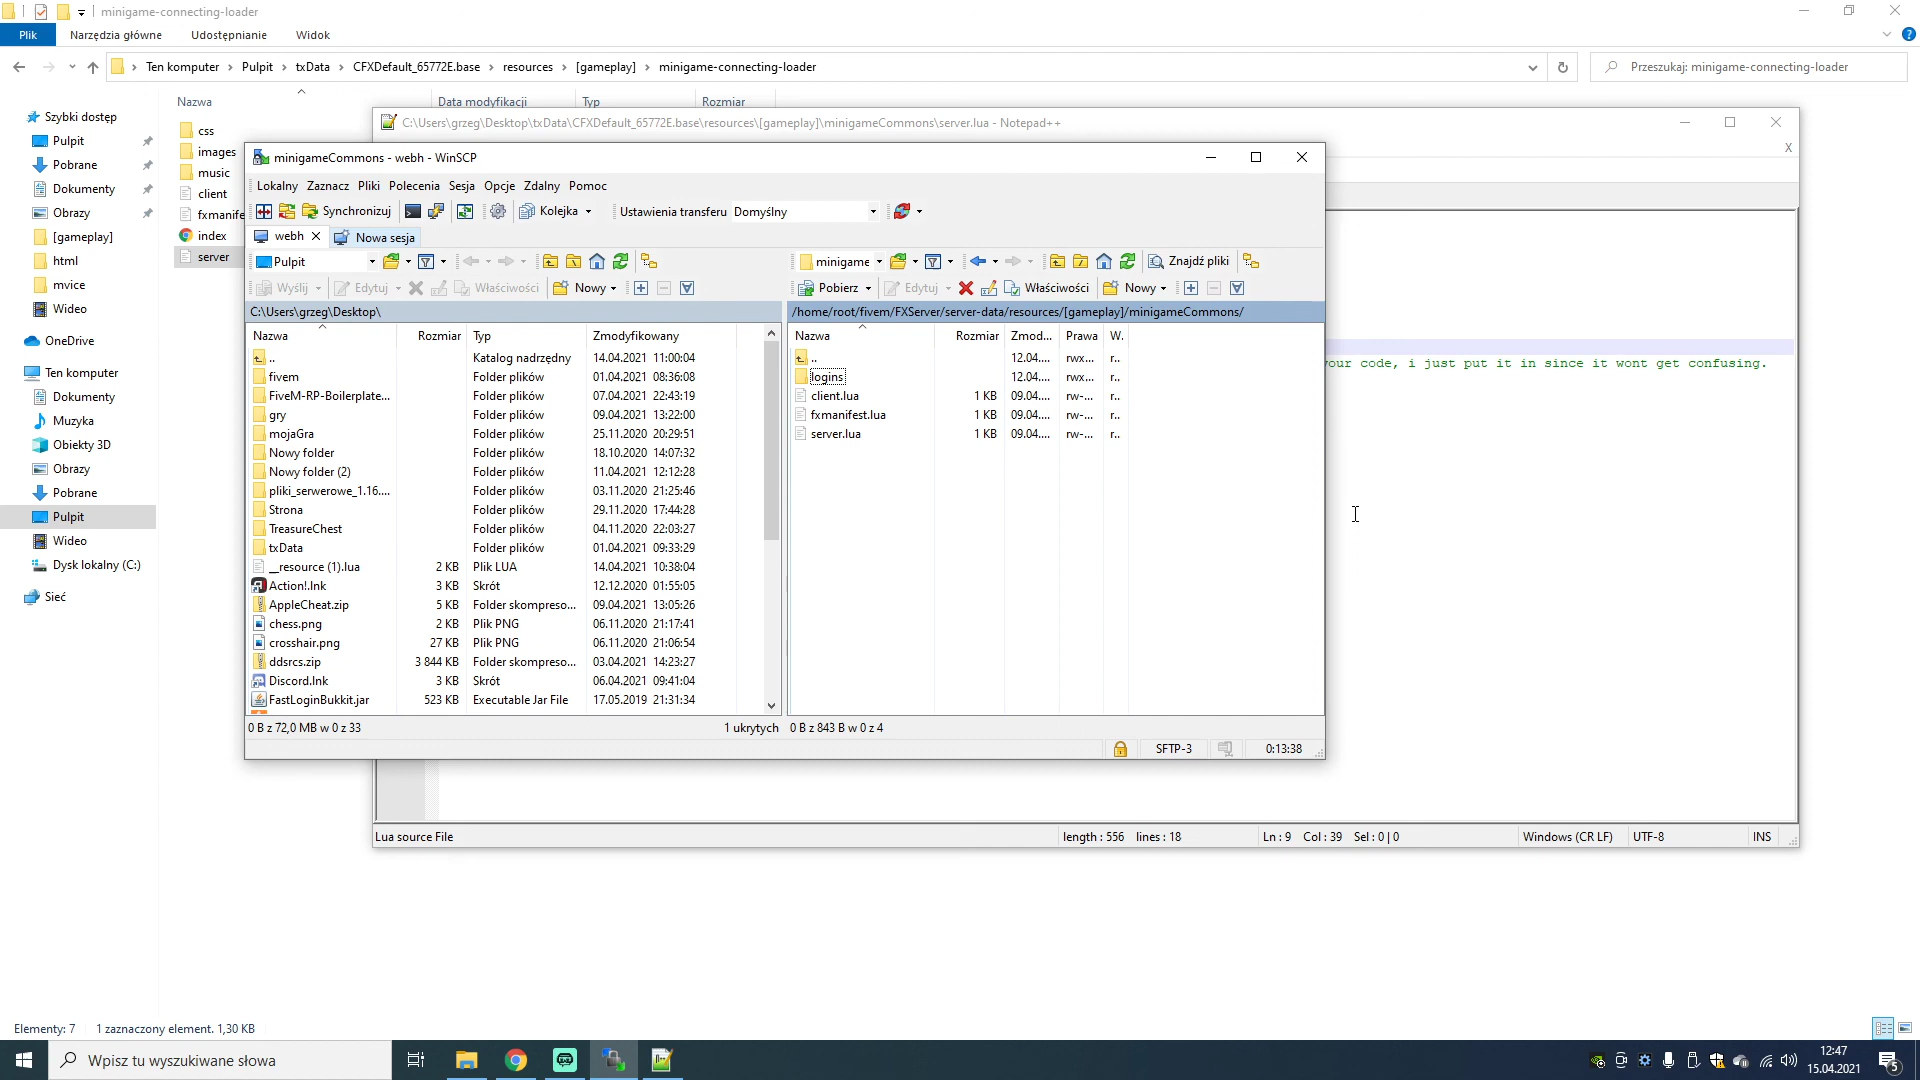 minigame-connecting-loader
Plik Narzędzia główne Udostępnianie Widok
Ten komputer Pulpit txData CFXDefault_65772E.base resources [gameplay] minigame-connecting-loader
Przeszukaj: minigame-connecting-loader
Szybki dostęp
Pulpit
Pobrane
Dokumenty
Obrazy
[gameplay]
html
mvice
Wideo
OneDrive
Ten komputer
Dokumenty
Muzyka
Obiekty 3D
Obrazy
Pobrane
Pulpit
Wideo
Dysk lokalny (C:)
Sieć
Nazwa Data modyfikacji Typ Rozmiar
css
images
music
client
fxmanife
index
server
C:\Users\grzeg\Desktop\txData\CFXDefault_65772E.base\resources\[gameplay]\minigameCommons\server.lua - Notepad++
X
your code, i just put it in since it wont get confusing.
minigameCommons - webh - WinSCP
Lokalny Zaznacz Pliki Polecenia Sesja Opcje Zdalny Pomoc
Synchronizuj Kolejka Ustawienia transferu Domyślny
webh Nowa sesja
Pulpit
Wyślij Edytuj Właściwości Nowy
C:\Users\grzeg\Desktop\
Nazwa Rozmiar Typ Zmodyfikowany
.. Katalog nadrzędny 14.04.2021 11:00:04
fivem Folder plików 01.04.2021 08:36:08
FiveM-RP-Boilerplate... Folder plików 07.04.2021 22:43:19
gry Folder plików 09.04.2021 13:22:00
mojaGra Folder plików 25.11.2020 20:29:51
Nowy folder Folder plików 18.10.2020 14:07:32
Nowy folder (2) Folder plików 11.04.2021 12:12:28
pliki_serwerowe_1.16.... Folder plików 03.11.2020 21:25:46
Strona Folder plików 29.11.2020 17:44:28
TreasureChest Folder plików 04.11.2020 22:03:27
txData Folder plików 01.04.2021 09:33:29
__resource (1).lua 2 KB Plik LUA 14.04.2021 10:38:04
Action!.lnk 3 KB Skrót 12.12.2020 01:55:05
AppleCheat.zip 5 KB Folder skompreso... 09.04.2021 13:05:26
chess.png 2 KB Plik PNG 06.11.2020 21:17:41
crosshair.png 27 KB Plik PNG 06.11.2020 21:06:54
ddsrcs.zip 3 844 KB Folder skompreso... 03.04.2021 14:23:27
Discord.lnk 3 KB Skrót 06.04.2021 09:41:04
FastLoginBukkit.jar 523 KB Executable Jar File 17.05.2019 21:31:34
0 B z 72,0 MB w 0 z 33 1 ukrytych
minigame Znajdź pliki
Pobierz Edytuj Właściwości Nowy
/home/root/fivem/FXServer/server-data/resources/[gameplay]/minigameCommons/
Nazwa Rozmiar Zmod... Prawa W.
.. 12.04.... rwx... r..
logins 12.04.... rwx... r..
client.lua 1 KB 09.04.... rw-... r..
fxmanifest.lua 1 KB 09.04.... rw-... r..
server.lua 1 KB 09.04.... rw-... r..
0 B z 843 B w 0 z 4
SFTP-3 0:13:38
Lua source File length : 556 lines : 18 Ln : 9 Col : 39 Sel : 0 | 0 Windows (CR LF) UTF-8 INS
Elementy: 7 1 zaznaczony element. 1,30 KB
Wpisz tu wyszukiwane słowa
12:47
15.04.2021
5